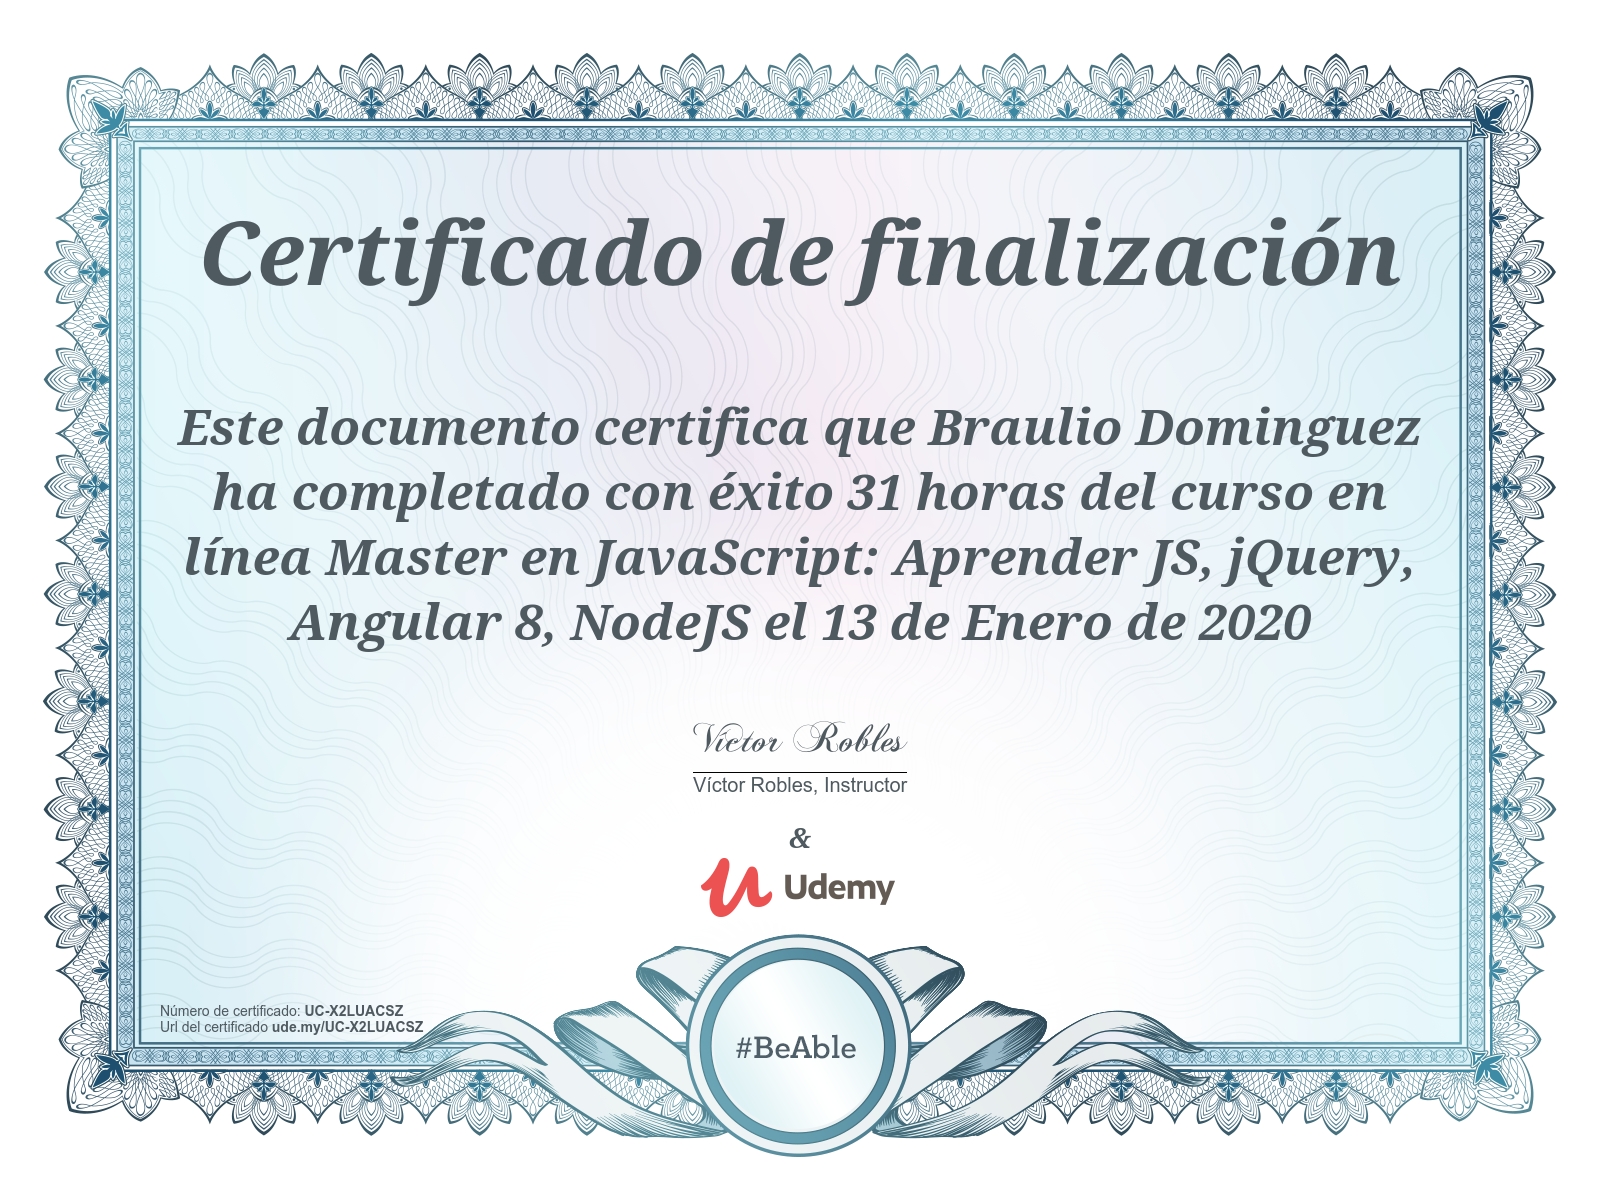 Certificado de finalización
Este documento certifica que Braulio Dominguez
ha completado con éxito 31 horas del curso en
línea Master en JavaScript: Aprender JS, jQuery,
Angular 8, NodeJS el 13 de Enero de 2020
Víctor Robles
Víctor Robles, Instructor
&
Udemy
Número de certificado: UC-X2LUACSZ
Url del certificado ude.my/UC-X2LUACSZ
#BeAble